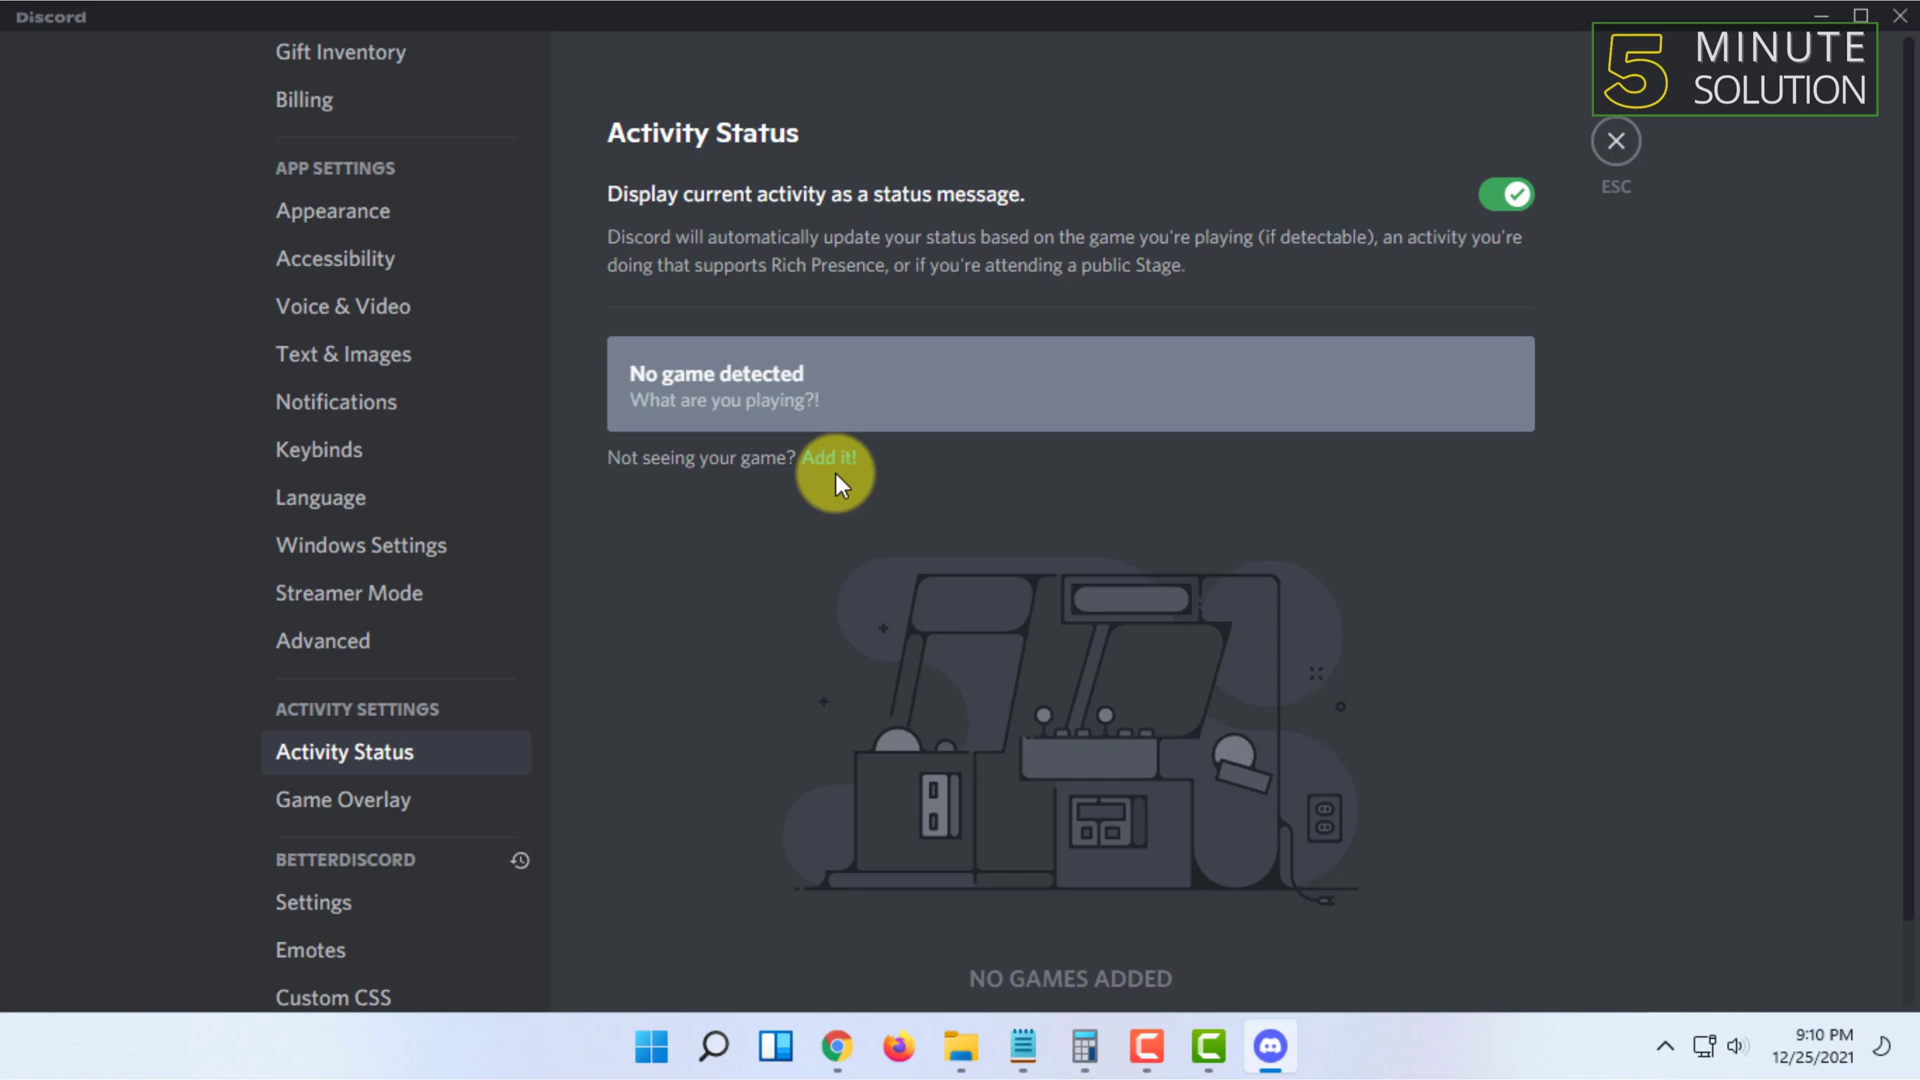 Discord
5 MINUTE
SOLUTION
Gift Inventory
Billing
APP SETTINGS
Appearance
Accessibility
Voice & Video
Text & Images
Notifications
Keybinds
Language
Windows Settings
Streamer Mode
Advanced
ACTIVITY SETTINGS
Activity Status
Game Overlay
BETTERDISCORD
Settings
Emotes
Custom CSS
Activity Status
ESC
Display current activity as a status message.
Discord will automatically update your status based on the game you're playing (if detectable), an activity you're
doing that supports Rich Presence, or if you're attending a public Stage.
No game detected
What are you playing?!
Not seeing your game? Add it!
NO GAMES ADDED
9:10 PM
12/25/2021